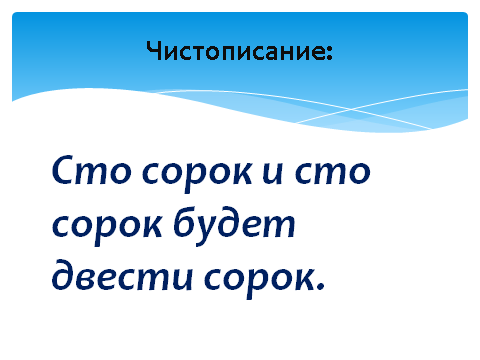 Чистописание:
Сто сорок и сто
сорок будет
двести сорок.